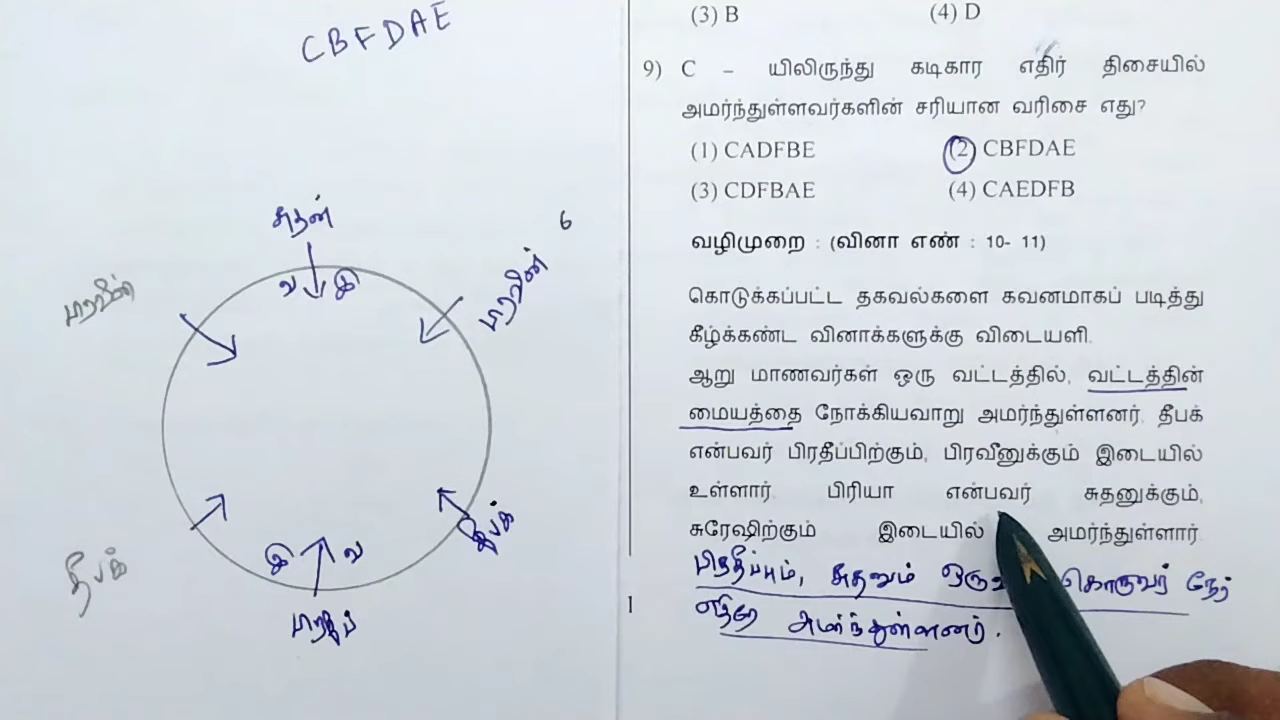 CBFDAE
சுதன்
6
பிரவீன்
பிரவீன்
வ இ
தீபக்
தீபக்
இ வ
(3) B (4) D
9) C – யிலிருந்து கடிகார எதிர் திசையில்
அமர்ந்துள்ளவர்களின் சரியான வரிசை எது?
(1) CADFBE (2) CBFDAE
(3) CDFBAE (4) CAEDFB
வழிமுறை : (வினா எண் : 10- 11)
கொடுக்கப்பட்ட தகவல்களை கவனமாகப் படித்து
கீழ்க்கண்ட வினாக்களுக்கு விடையளி.
ஆறு மாணவர்கள் ஒரு வட்டத்தில், வட்டத்தின்
மையத்தை நோக்கியவாறு அமர்ந்துள்ளனர். தீபக்
என்பவர் பிரதீப்பிற்கும், பிரவீனுக்கும் இடையில்
உள்ளார். பிரியா என்பவர் சுதனுக்கும்,
சுரேஷிற்கும் இடையில் அமர்ந்துள்ளார்.
பிரதீப்பும், சுதனும் கொருவர் நேர்
எதிரே அமர்ந்துள்ளனர்.
1